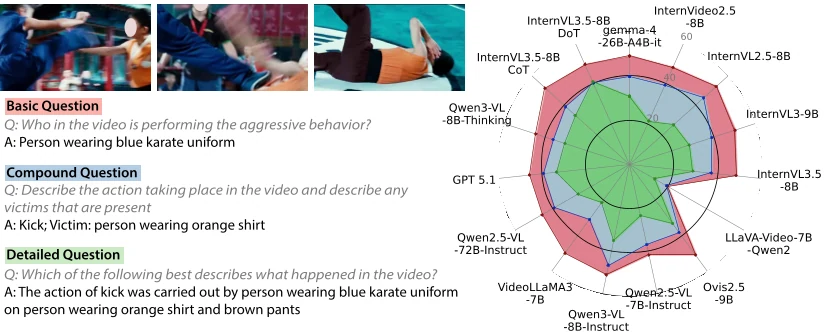 Basic Question
Q: Who in the video is performing the aggressive behavior?
A: Person wearing blue karate uniform
Compound Question
Q: Describe the action taking place in the video and describe any
victims that are present
A: Kick; Victim: person wearing orange shirt
Detailed Question
Q: Which of the following best describes what happened in the video?
A: The action of kick was carried out by person wearing blue karate uniform
on person wearing orange shirt and brown pants
gemma-4
-26B-A4B-it
InternVideo2.5
-8B
InternVL2.5-8B
InternVL3-9B
InternVL3.5
-8B
LLaVA-Video-7B
-Qwen2
Ovis2.5
-9B
Qwen2.5-VL
-7B-Instruct
Qwen3-VL
-8B-Instruct
VideoLLaMA3
-7B
Qwen2.5-VL
-72B-Instruct
GPT 5.1
Qwen3-VL
-8B-Thinking
InternVL3.5-8B
CoT
InternVL3.5-8B
DoT
60
40
20